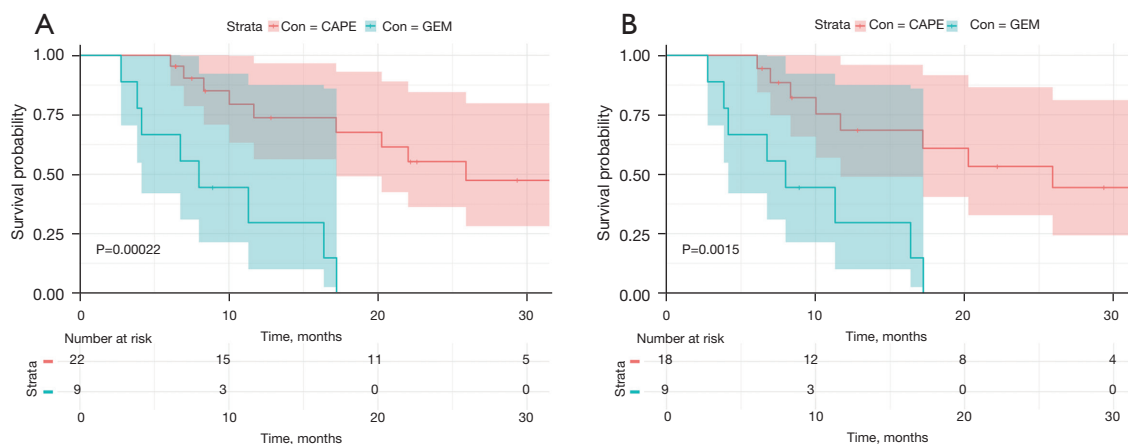 A
Strata Con = CAPE Con = GEM
1.00
0.75
0.50
0.25
0.00
Survival probability
P=0.00022
0 10 20 30
Time, months
Number at risk
Strata
22 15 11 5
9 3 0 0
0 10 20 30
Time, months
B
Strata Con = CAPE Con = GEM
1.00
0.75
0.50
0.25
0.00
Survival probability
P=0.0015
0 10 20 30
Time, months
Number at risk
Strata
18 12 8 4
9 3 0 0
0 10 20 30
Time, months